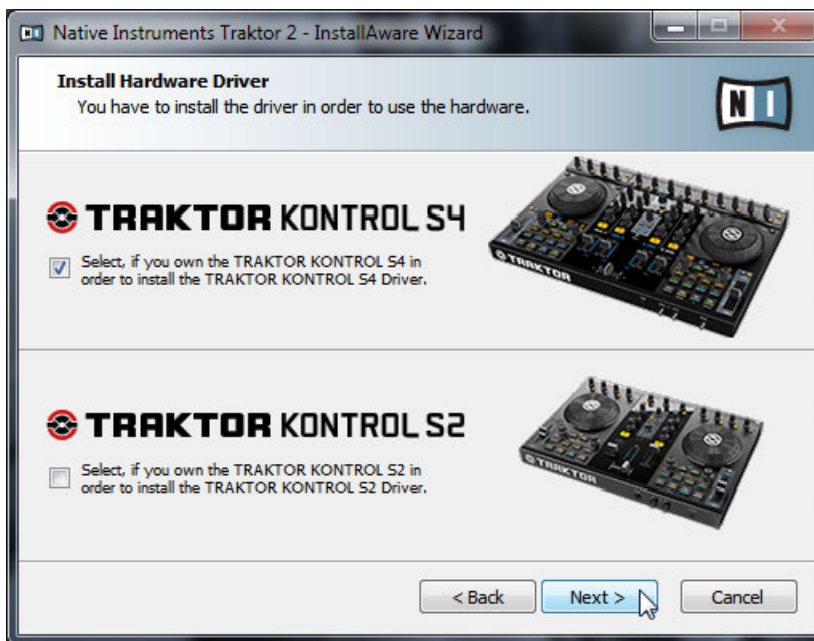 Native Instruments Traktor 2 - InstallAware Wizard
Install Hardware Driver
You have to install the driver in order to use the hardware.
N I
TRAKTOR KONTROL S4
Select, if you own the TRAKTOR KONTROL S4 in
order to install the TRAKTOR KONTROL S4 Driver.
TRAKTOR
TRAKTOR KONTROL S2
Select, if you own the TRAKTOR KONTROL S2 in
order to install the TRAKTOR KONTROL S2 Driver.
TRAKTOR
< Back
Next >
Cancel